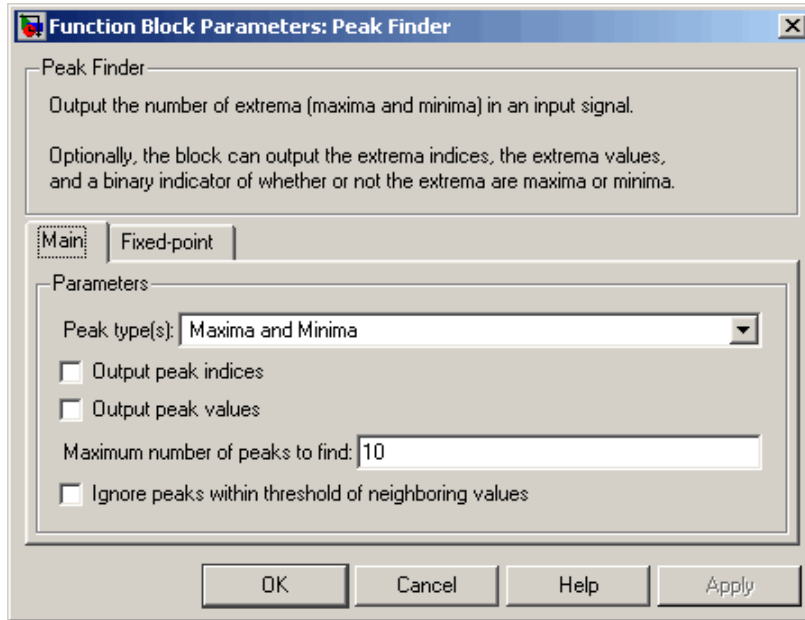 Function Block Parameters: Peak Finder
Peak Finder
Output the number of extrema (maxima and minima) in an input signal.
Optionally, the block can output the extrema indices, the extrema values,
and a binary indicator of whether or not the extrema are maxima or minima.
Main Fixed-point
Parameters
Peak type(s): Maxima and Minima
Output peak indices
Output peak values
Maximum number of peaks to find: 10
Ignore peaks within threshold of neighboring values
OK Cancel Help Apply